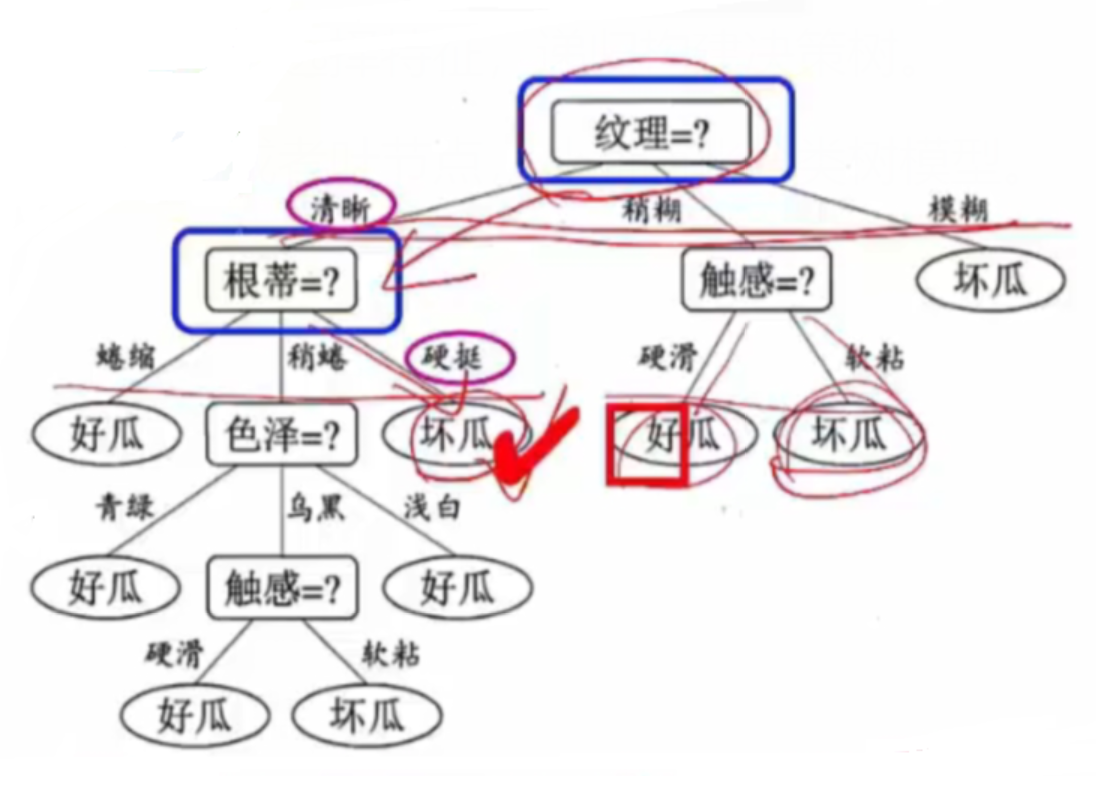 纹理=?
清晰 稍糊 模糊
根蒂=? 触感=? 坏瓜
蜷缩 稍蜷 硬挺 硬滑 软粘
好瓜 色泽=? 坏瓜 好瓜 坏瓜
青绿 乌黑 浅白
好瓜 触感=? 好瓜
硬滑 软粘
好瓜 坏瓜